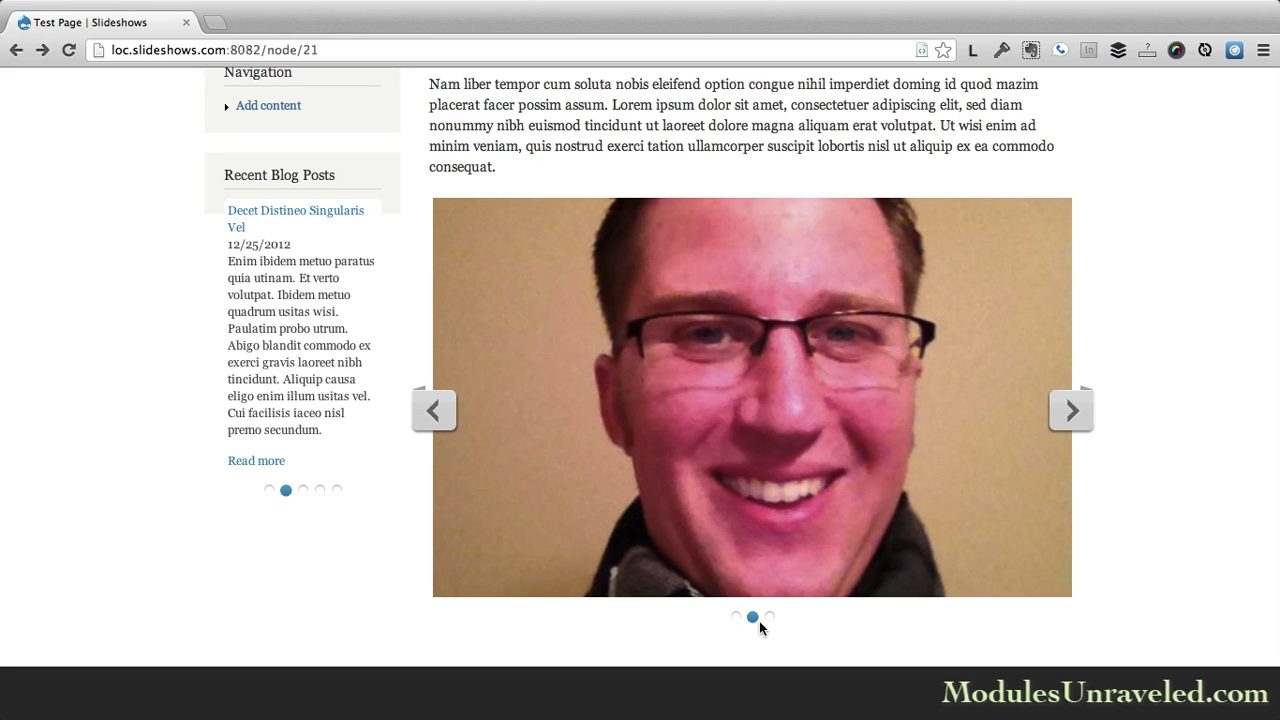 Test Page | Slideshows
loc.slideshows.com:8082/node/21
L
in
Navigation
Add content
Recent Blog Posts
Decet Distineo Singularis
Vel
12/25/2012
Enim ibidem metuo paratus
quia utinam. Et verto
volutpat. Ibidem metuo
quadrum usitas wisi.
Paulatim probo utrum.
Abigo blandit commodo ex
exerci gravis laoreet nibh
tincidunt. Aliquip causa
eligo enim illum usitas vel.
Cui facilisis iaceo nisl
premo secundum.
Read more
Nam liber tempor cum soluta nobis eleifend option congue nihil imperdiet doming id quod mazim
placerat facer possim assum. Lorem ipsum dolor sit amet, consectetuer adipiscing elit, sed diam
nonummy nibh euismod tincidunt ut laoreet dolore magna aliquam erat volutpat. Ut wisi enim ad
minim veniam, quis nostrud exerci tation ullamcorper suscipit lobortis nisl ut aliquip ex ea commodo
consequat.
ModulesUnraveled.com